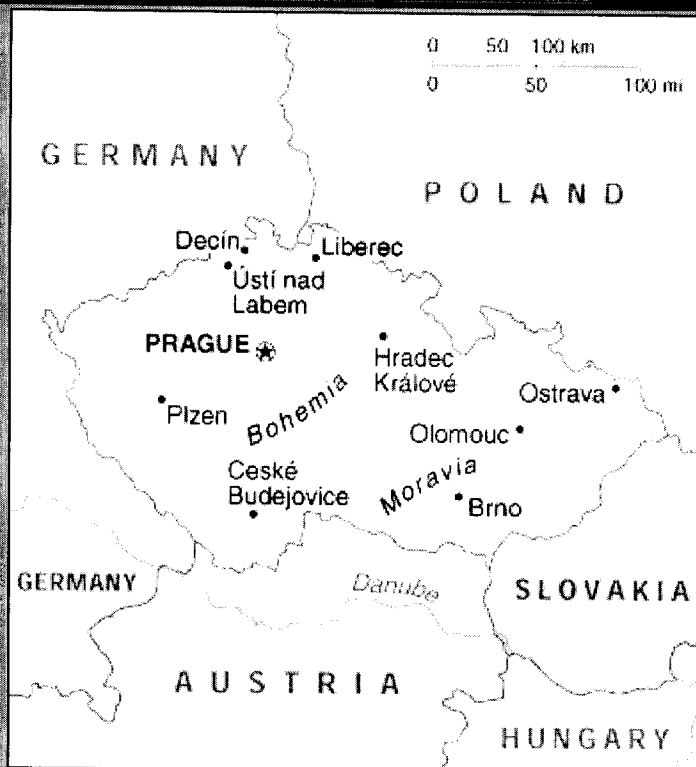 0 50 100 km
0 50 100 mi
GERMANY
POLAND
Decín
Liberec
Ústí nad
Labem
PRAGUE
Hradec
Králové
Ostrava
Plzen
Bohemia
Olomouc
Ceské
Budejovice
Moravia
Brno
GERMANY
Danube
SLOVAKIA
AUSTRIA
HUNGARY